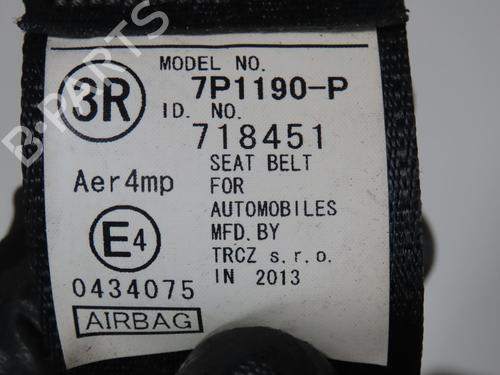 MODEL NO.
3R
7P1190-P
ID. NO.
718451
SEAT BELT
Aer4mp
FOR
AUTOMOBILES
E4
MFD. BY
TRCZ s.r.o.
0434075
IN 2013
AIRBAG
B-PARTS